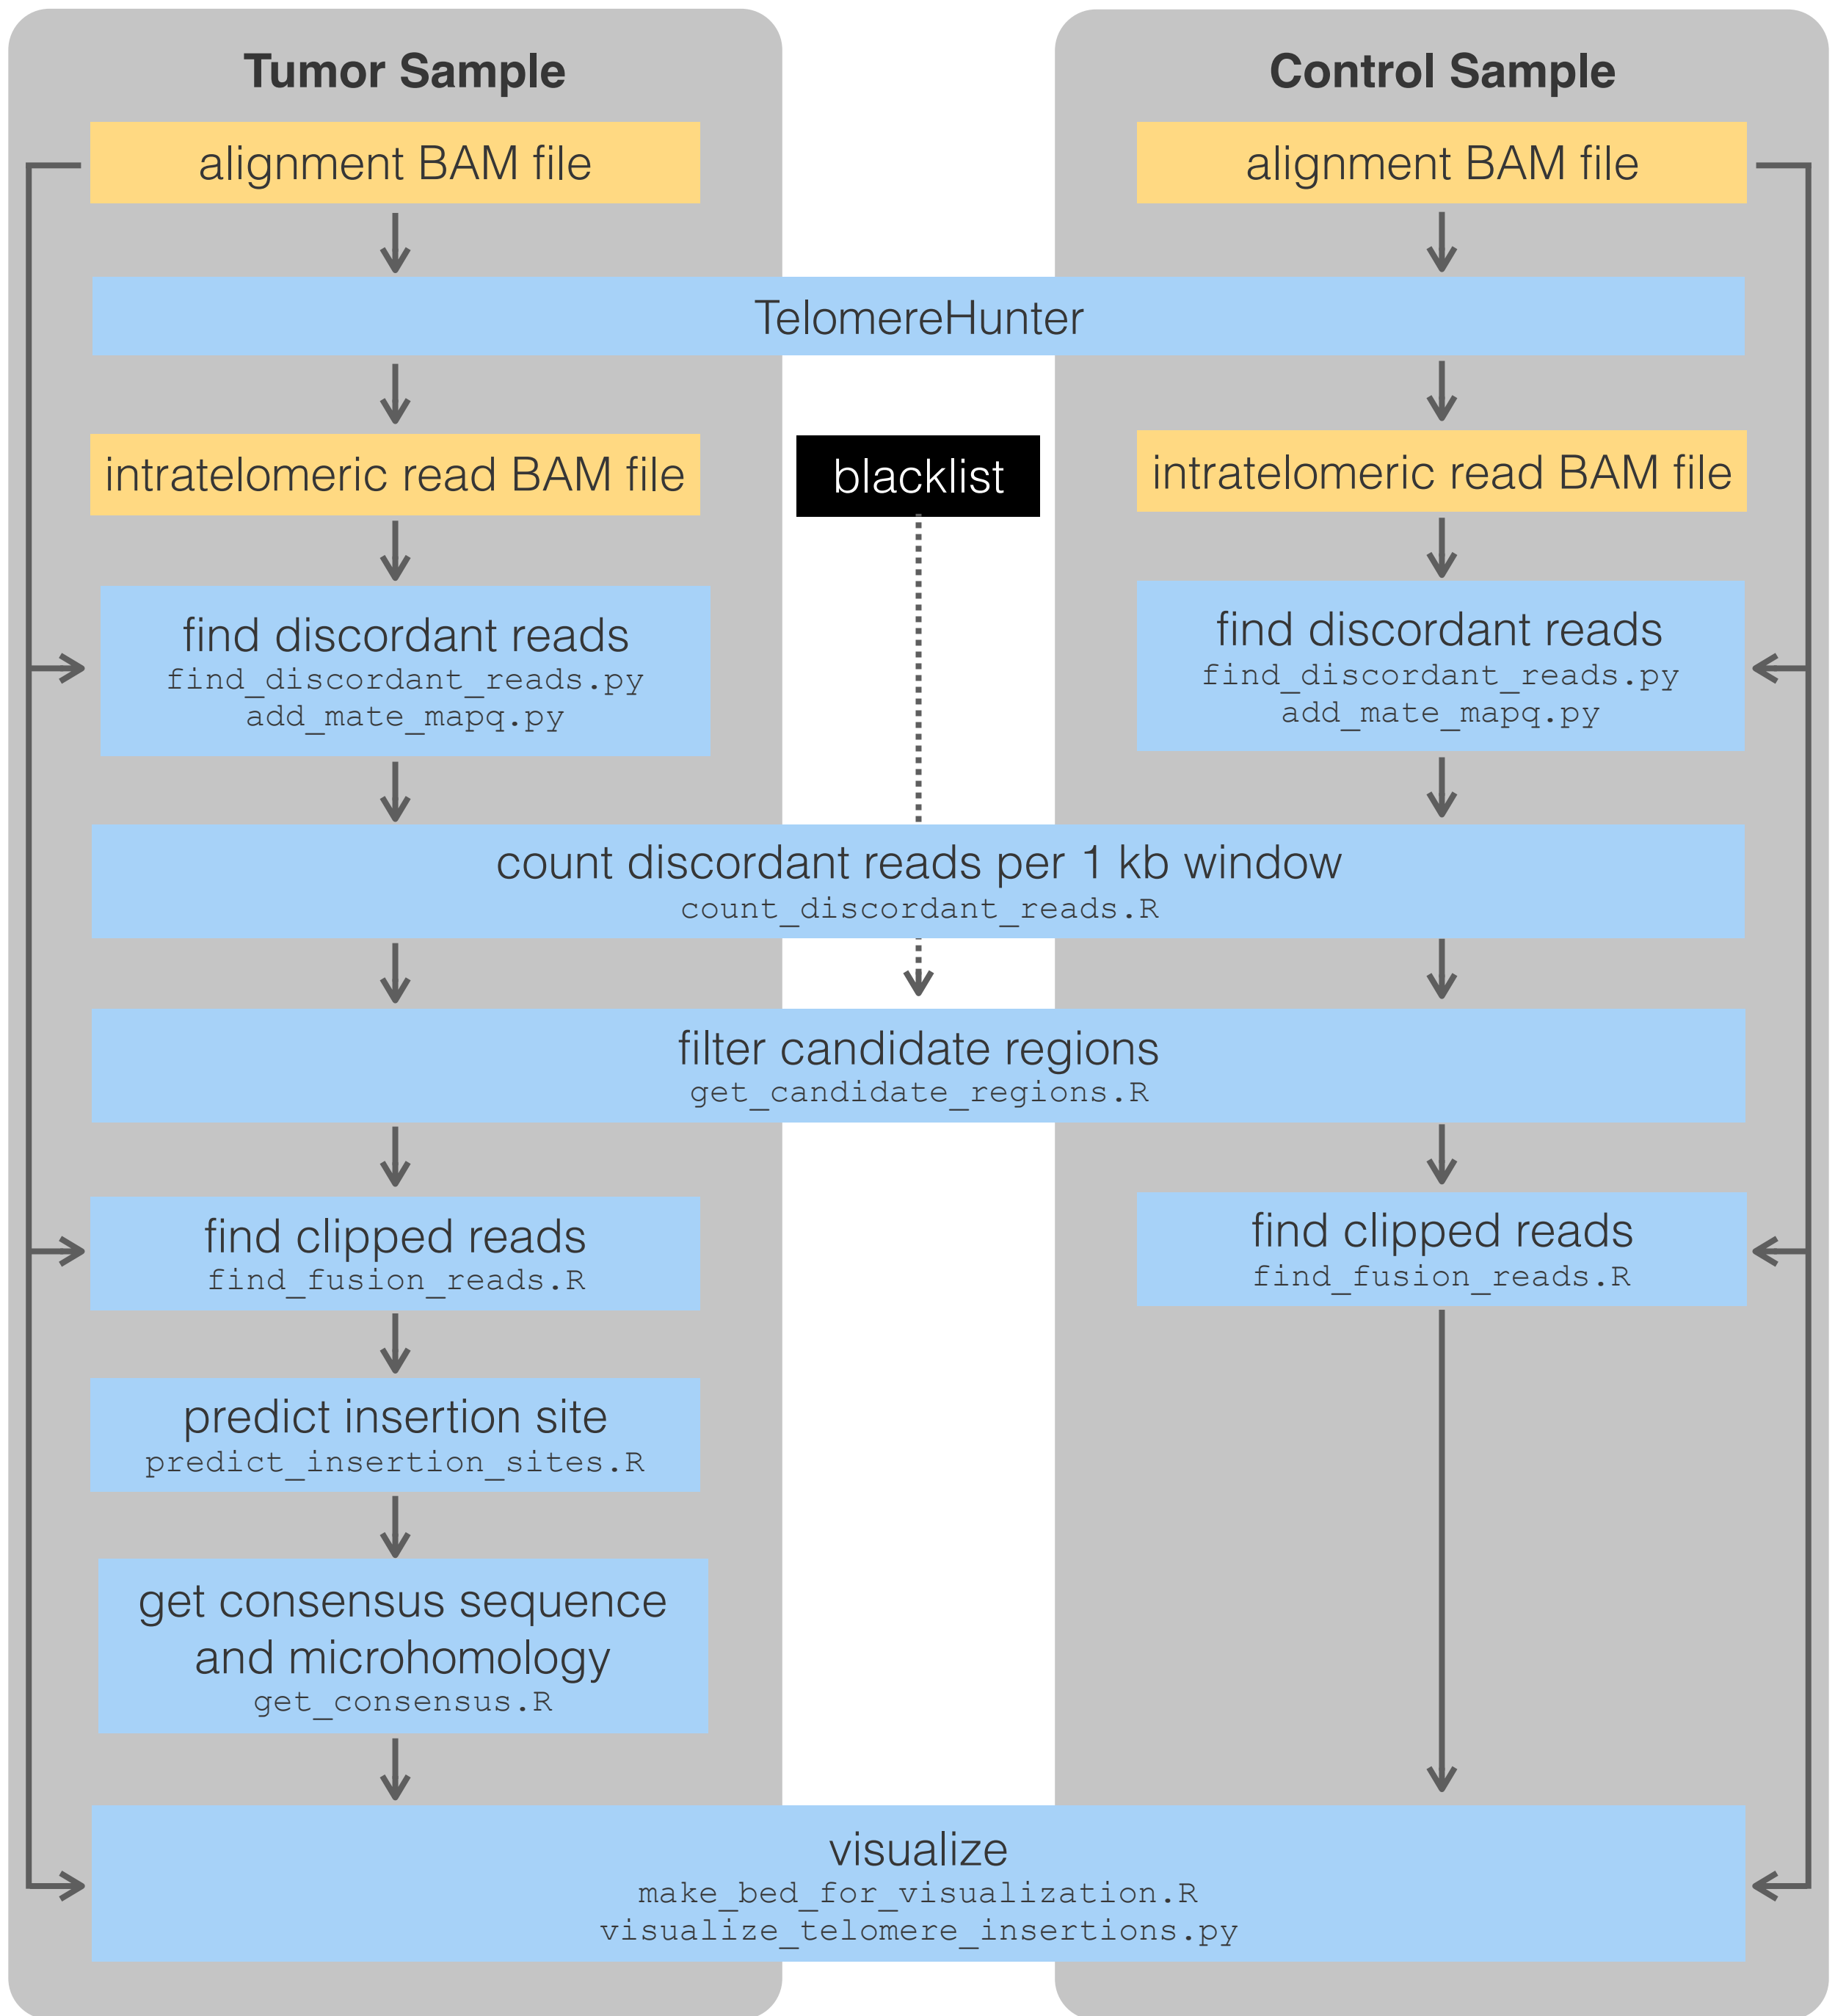 Tumor Sample
Control Sample
alignment BAM file
alignment BAM file
TelomereHunter
intratelomeric read BAM file
blacklist
intratelomeric read BAM file
find discordant reads
find_discordant_reads.py
add_mate_mapq.py
find discordant reads
find_discordant_reads.py
add_mate_mapq.py
count discordant reads per 1 kb window
count_discordant_reads.R
filter candidate regions
get_candidate_regions.R
find clipped reads
find_fusion_reads.R
find clipped reads
find_fusion_reads.R
predict insertion site
predict_insertion_sites.R
get consensus sequence
and microhomology
get_consensus.R
visualize
make_bed_for_visualization.R
visualize_telomere_insertions.py